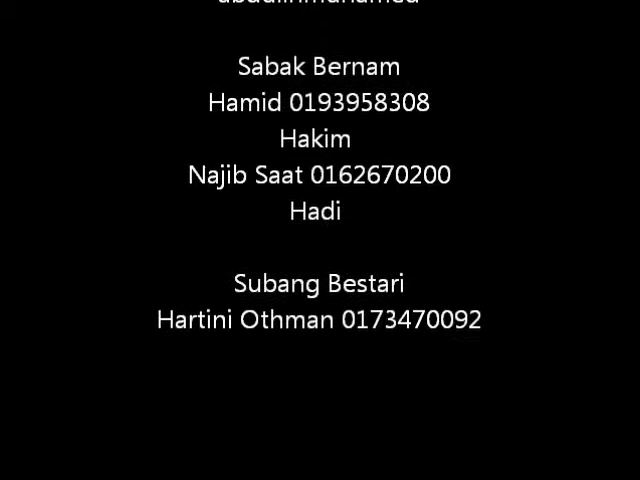 Sabak Bernam
Hamid 0193958308
Hakim
Najib Saat 0162670200
Hadi
Subang Bestari
Hartini Othman 0173470092